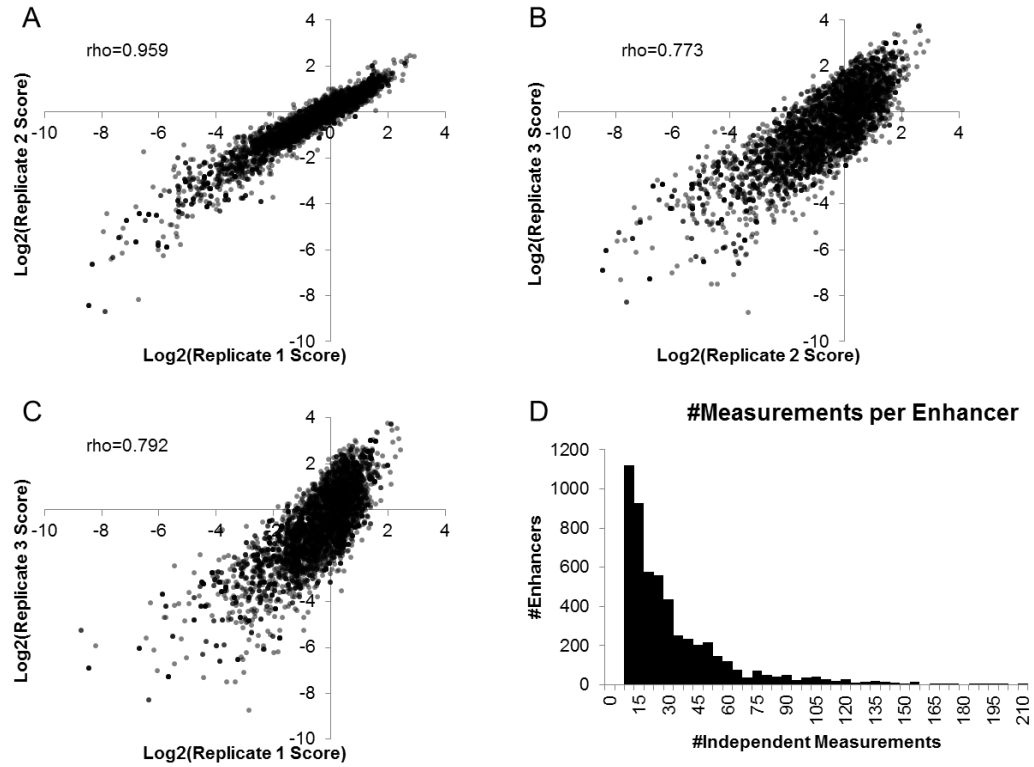 A
rho=0.959
Log2(Replicate 2 Score)
4
2
0
-10 -8 -6 -4 -2 0 2 4
-2
-4
-6
-8
-10
Log2(Replicate 1 Score)
B
rho=0.773
Log2(Replicate 3 Score)
4
2
0
-10 -8 -6 -4 -2 0 2 4
-2
-4
-6
-8
-10
Log2(Replicate 2 Score)
C
rho=0.792
Log2(Replicate 3 Score)
4
2
0
-10 -8 -6 -4 -2 0 2 4
-2
-4
-6
-8
-10
Log2(Replicate 1 Score)
D
#Measurements per Enhancer
#Enhancers
1200
1000
800
600
400
200
0
0 15 30 45 60 75 90 105 120 135 150 165 180 195 210
#Independent Measurements